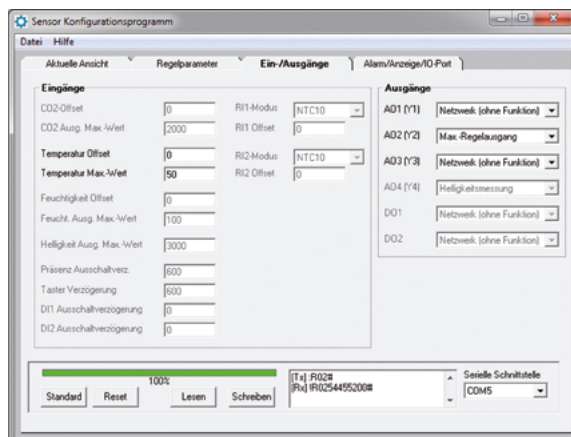 Sensor Konfigurationsprogramm
Datei Hilfe
Aktuelle Ansicht Regelparameter Ein-/Ausgänge Alarm/Anzeige/IO-Port
Eingänge
CO2-Offset 0 RI1-Modus NTC10
CO2 Ausg. Max.-Wert 2000 RI1 Offset 0
Temperatur Offset 0 RI2-Modus NTC10
Temperatur Max.-Wert 50 RI2 Offset 0
Feuchtigkeit Offset 0
Feucht. Ausg. Max.-Wert 100
Helligkeit Ausg. Max.-Wert 3000
Präsenz Ausschaltverz. 600
Taster Verzögerung 600
DI1 Ausschaltverzögerung 0
DI2 Ausschaltverzögerung 0
Ausgänge
AO1 (Y1) Netzwerk (ohne Funktion)
AO2 (Y2) Max.-Regelausgang
AO3 (Y3) Netzwerk (ohne Funktion)
AO4 (Y4) Helligkeitsmessung
DO1 Netzwerk (ohne Funktion)
DO2 Netzwerk (ohne Funktion)
100%
Standard Reset Lesen Schreiben
[Tx] :R02#
[Rx] !R0254455200#
Serielle Schnittstelle
COM5